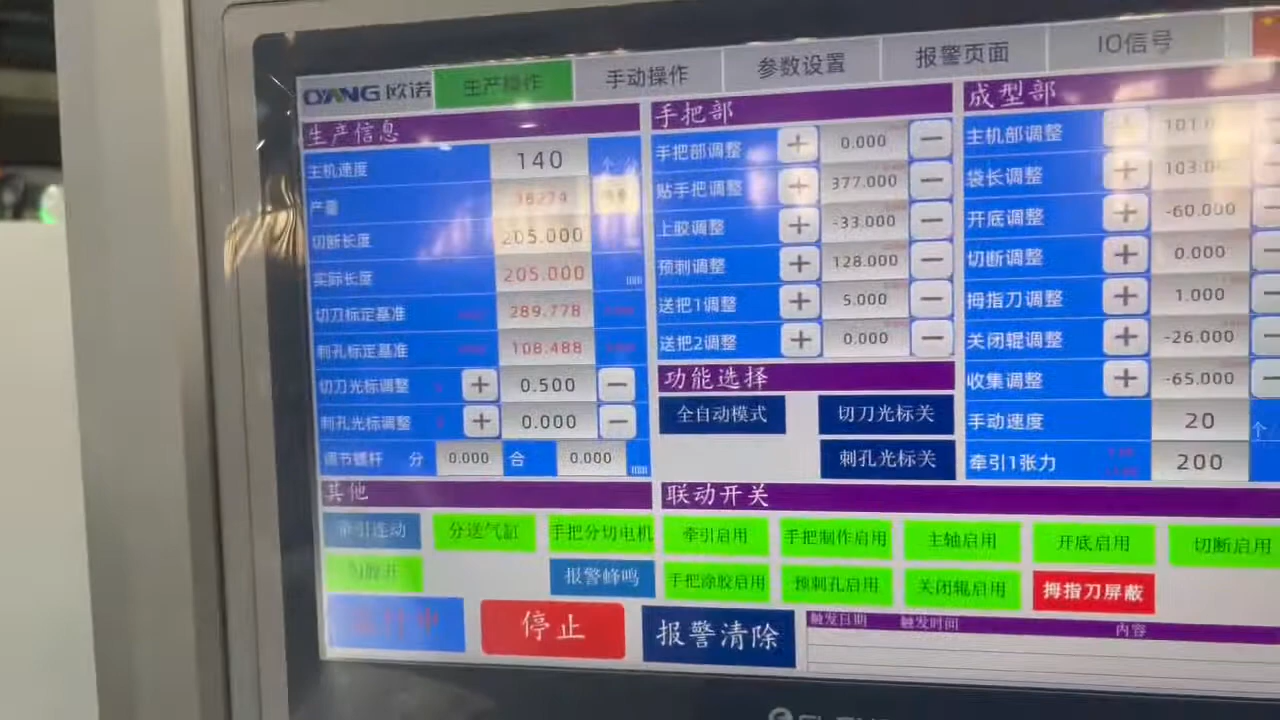 OYANG 欧诺 生产操作 手动操作 参数设置 报警页面 IO信号
生产信息
主机速度 140
产量 18274
切断长度 205.000
实际长度 205.000 mm
切刀标定基准 289.778
刺孔标定基准 108.488
切刀光标调整 + 0.500 −
刺孔光标调整 + 0.000 −
调节螺杆 分 0.000 合 0.000 mm
手把部
手把部调整 + 0.000 −
贴手把调整 + 377.000 −
上胶调整 + -33.000 −
预刺调整 + 128.000 −
送把1调整 + 5.000 −
送把2调整 + 0.000 −
功能选择
全自动模式 切刀光标关
刺孔光标关
成型部
主机部调整 +
袋长调整 +
开底调整 + -60.000
切断调整 + 0.000
拇指刀调整 + 1.000
关闭辊调整 + -26.000
收集调整 + -65.000
手动速度 20 个
牵引1张力 200
其他
牵引连动 分送气缸 手把分切电机
报警蜂鸣
联动开关
牵引启用 手把制作启用 主轴启用 开底启用 切断启用
手把涂胶启用 预刺孔启用 关闭辊启用 拇指刀屏蔽
运行中 停止 报警清除
触发日期 触发时间 内容